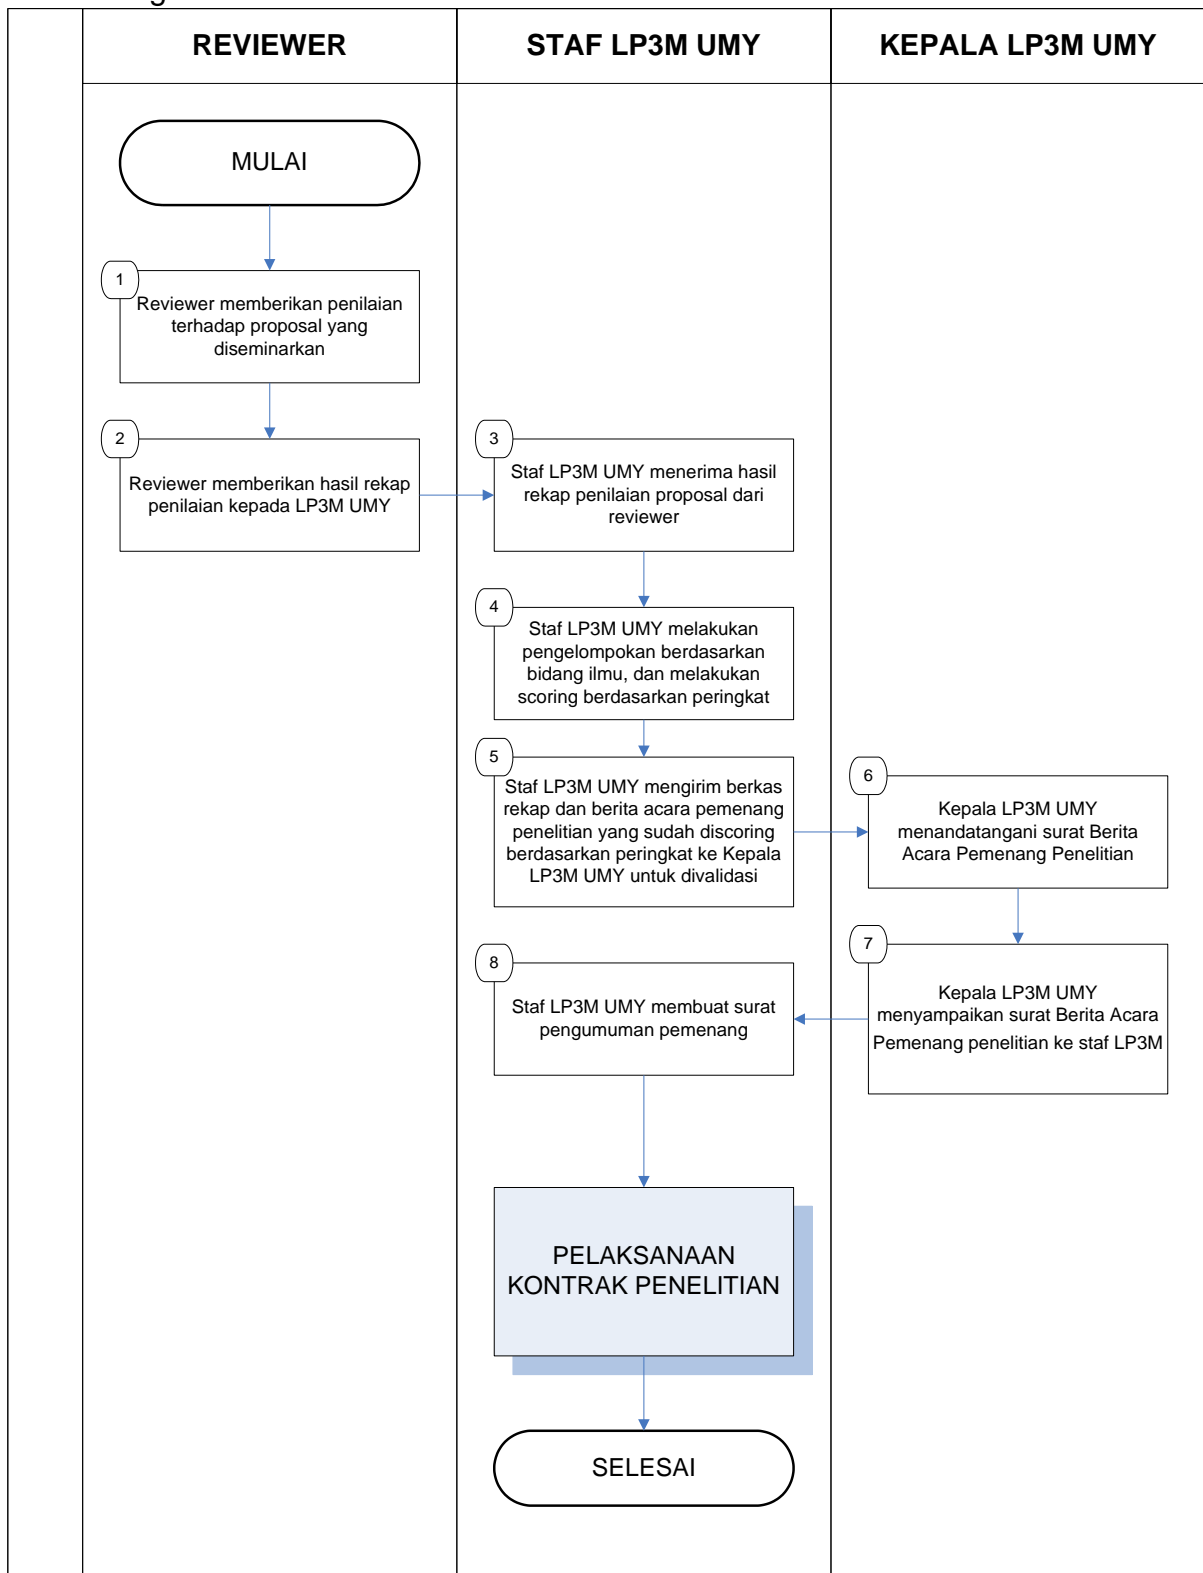 REVIEWER
STAF LP3M UMY
KEPALA LP3M UMY
MULAI
1
Reviewer memberikan penilaian
terhadap proposal yang
diseminarkan
2
Reviewer memberikan hasil rekap
penilaian kepada LP3M UMY
3
Staf LP3M UMY menerima hasil
rekap penilaian proposal dari
reviewer
4
Staf LP3M UMY melakukan
pengelompokan berdasarkan
bidang ilmu, dan melakukan
scoring berdasarkan peringkat
5
Staf LP3M UMY mengirim berkas
rekap dan berita acara pemenang
penelitian yang sudah discoring
berdasarkan peringkat ke Kepala
LP3M UMY untuk divalidasi
6
Kepala LP3M UMY
menandatangani surat Berita
Acara Pemenang Penelitian
7
Kepala LP3M UMY
menyampaikan surat Berita Acara
Pemenang penelitian ke staf LP3M
8
Staf LP3M UMY membuat surat
pengumuman pemenang
PELAKSANAAN
KONTRAK PENELITIAN
SELESAI